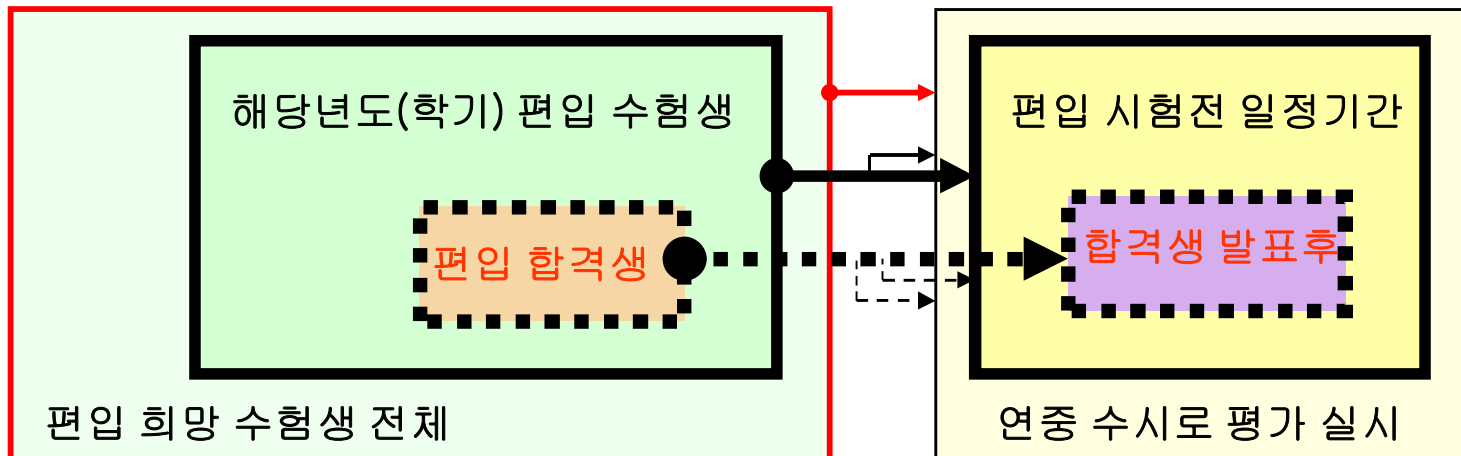 해당년도(학기) 편입 수험생
편입 합격생
편입 희망 수험생 전체
편입 시험전 일정기간
합격생 발표후
연중 수시로 평가 실시